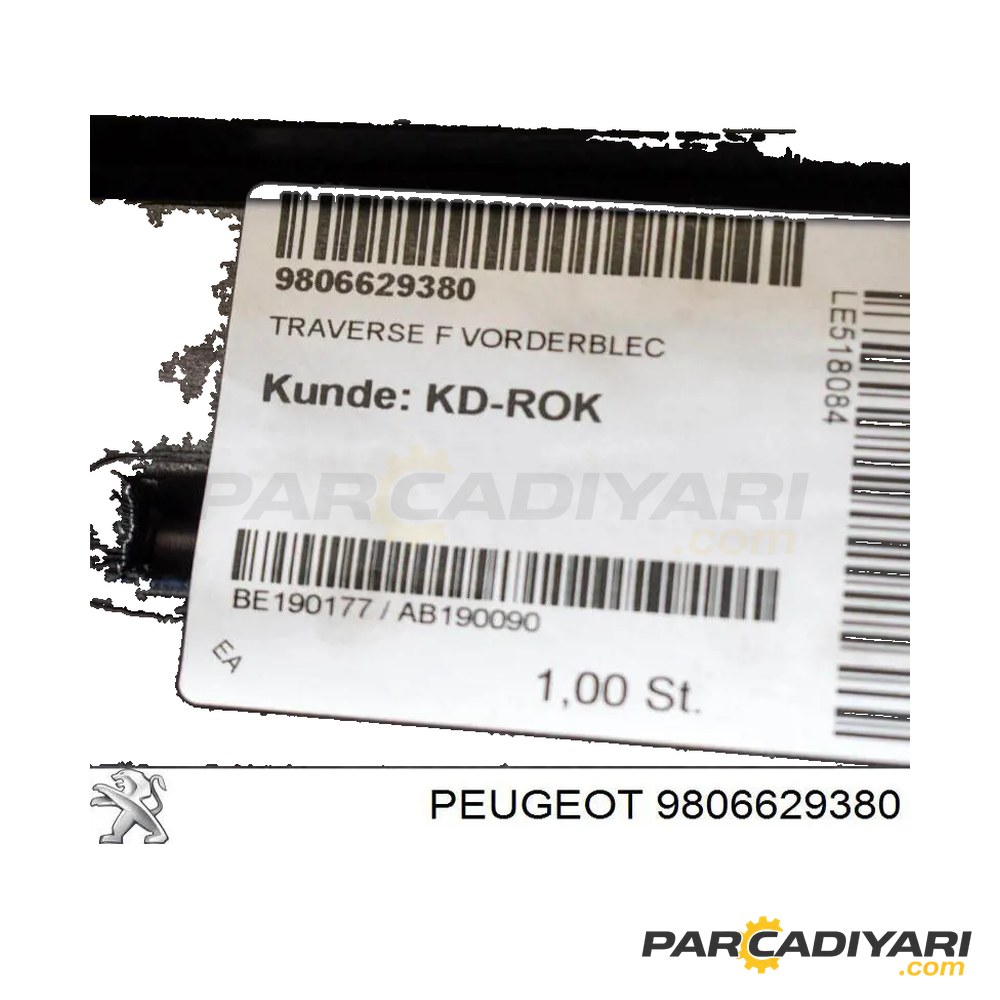 9806629380
TRAVERSE F VORDERBLEC
Kunde: KD-ROK
LE518084
PARCADIYARI
.com
BE190177 / AB190090
EA
1,00 St.
PEUGEOT 9806629380
PARCADIYARI
.com